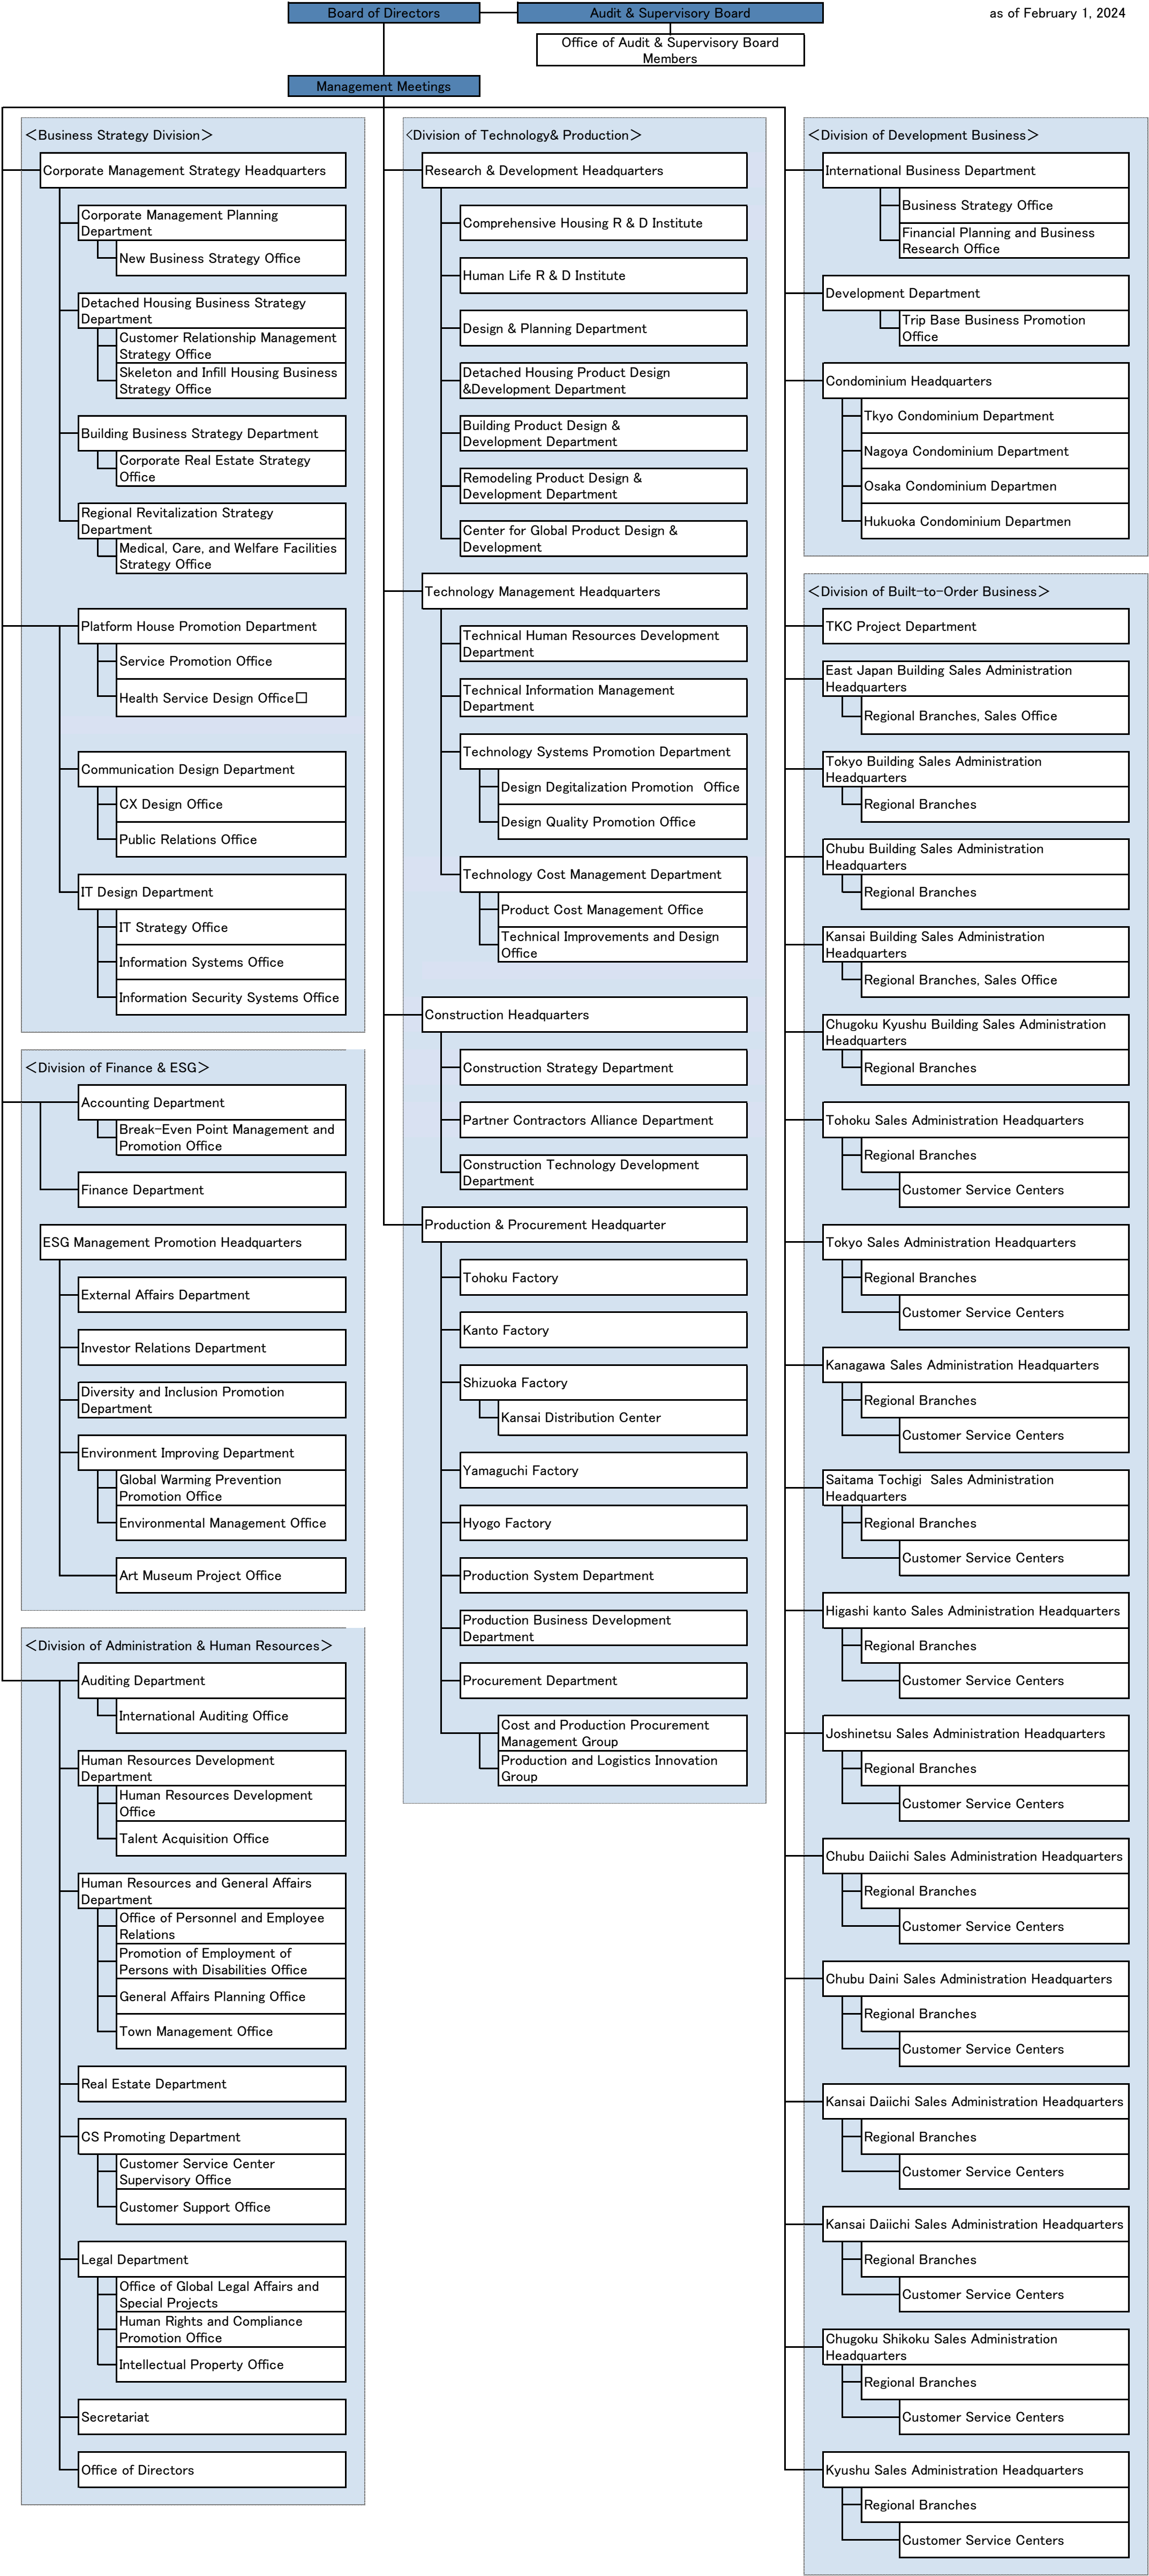 Board of Directors
Audit & Supervisory Board
as of February 1, 2024
Office of Audit & Supervisory Board
Members
Management Meetings
<Business Strategy Division>
Corporate Management Strategy Headquarters
Corporate Management Planning
Department
New Business Strategy Office
Detached Housing Business Strategy
Department
Customer Relationship Management
Strategy Office
Skeleton and Infill Housing Business
Strategy Office
Building Business Strategy Department
Corporate Real Estate Strategy
Office
Regional Revitalization Strategy
Department
Medical, Care, and Welfare Facilities
Strategy Office
Platform House Promotion Department
Service Promotion Office
Health Service Design Office□
Communication Design Department
CX Design Office
Public Relations Office
IT Design Department
IT Strategy Office
Information Systems Office
Information Security Systems Office
<Division of Finance & ESG>
Accounting Department
Break-Even Point Management and
Promotion Office
Finance Department
ESG Management Promotion Headquarters
External Affairs Department
Investor Relations Department
Diversity and Inclusion Promotion
Department
Environment Improving Department
Global Warming Prevention
Promotion Office
Environmental Management Office
Art Museum Project Office
<Division of Administration & Human Resources>
Auditing Department
International Auditing Office
Human Resources Development
Department
Human Resources Development
Office
Talent Acquisition Office
Human Resources and General Affairs
Department
Office of Personnel and Employee
Relations
Promotion of Employment of
Persons with Disabilities Office
General Affairs Planning Office
Town Management Office
Real Estate Department
CS Promoting Department
Customer Service Center
Supervisory Office
Customer Support Office
Legal Department
Office of Global Legal Affairs and
Special Projects
Human Rights and Compliance
Promotion Office
Intellectual Property Office
Secretariat
Office of Directors
<Division of Technology& Production>
Research & Development Headquarters
Comprehensive Housing R & D Institute
Human Life R & D Institute
Design & Planning Department
Detached Housing Product Design
&Development Department
Building Product Design &
Development Department
Remodeling Product Design &
Development Department
Center for Global Product Design &
Development
Technology Management Headquarters
Technical Human Resources Development
Department
Technical Information Management
Department
Technology Systems Promotion Department
Design Degitalization Promotion Office
Design Quality Promotion Office
Technology Cost Management Department
Product Cost Management Office
Technical Improvements and Design
Office
Construction Headquarters
Construction Strategy Department
Partner Contractors Alliance Department
Construction Technology Development
Department
Production & Procurement Headquarter
Tohoku Factory
Kanto Factory
Shizuoka Factory
Kansai Distribution Center
Yamaguchi Factory
Hyogo Factory
Production System Department
Production Business Development
Department
Procurement Department
Cost and Production Procurement
Management Group
Production and Logistics Innovation
Group
<Division of Development Business>
International Business Department
Business Strategy Office
Financial Planning and Business
Research Office
Development Department
Trip Base Business Promotion
Office
Condominium Headquarters
Tkyo Condominium Department
Nagoya Condominium Department
Osaka Condominium Departmen
Hukuoka Condominium Departmen
<Division of Built-to-Order Business>
TKC Project Department
East Japan Building Sales Administration
Headquarters
Regional Branches, Sales Office
Tokyo Building Sales Administration
Headquarters
Regional Branches
Chubu Building Sales Administration
Headquarters
Regional Branches
Kansai Building Sales Administration
Headquarters
Regional Branches, Sales Office
Chugoku Kyushu Building Sales Administration
Headquarters
Regional Branches
Tohoku Sales Administration Headquarters
Regional Branches
Customer Service Centers
Tokyo Sales Administration Headquarters
Regional Branches
Customer Service Centers
Kanagawa Sales Administration Headquarters
Regional Branches
Customer Service Centers
Saitama Tochigi Sales Administration
Headquarters
Regional Branches
Customer Service Centers
Higashi kanto Sales Administration Headquarters
Regional Branches
Customer Service Centers
Joshinetsu Sales Administration Headquarters
Regional Branches
Customer Service Centers
Chubu Daiichi Sales Administration Headquarters
Regional Branches
Customer Service Centers
Chubu Daini Sales Administration Headquarters
Regional Branches
Customer Service Centers
Kansai Daiichi Sales Administration Headquarters
Regional Branches
Customer Service Centers
Kansai Daiichi Sales Administration Headquarters
Regional Branches
Customer Service Centers
Chugoku Shikoku Sales Administration
Headquarters
Regional Branches
Customer Service Centers
Kyushu Sales Administration Headquarters
Regional Branches
Customer Service Centers